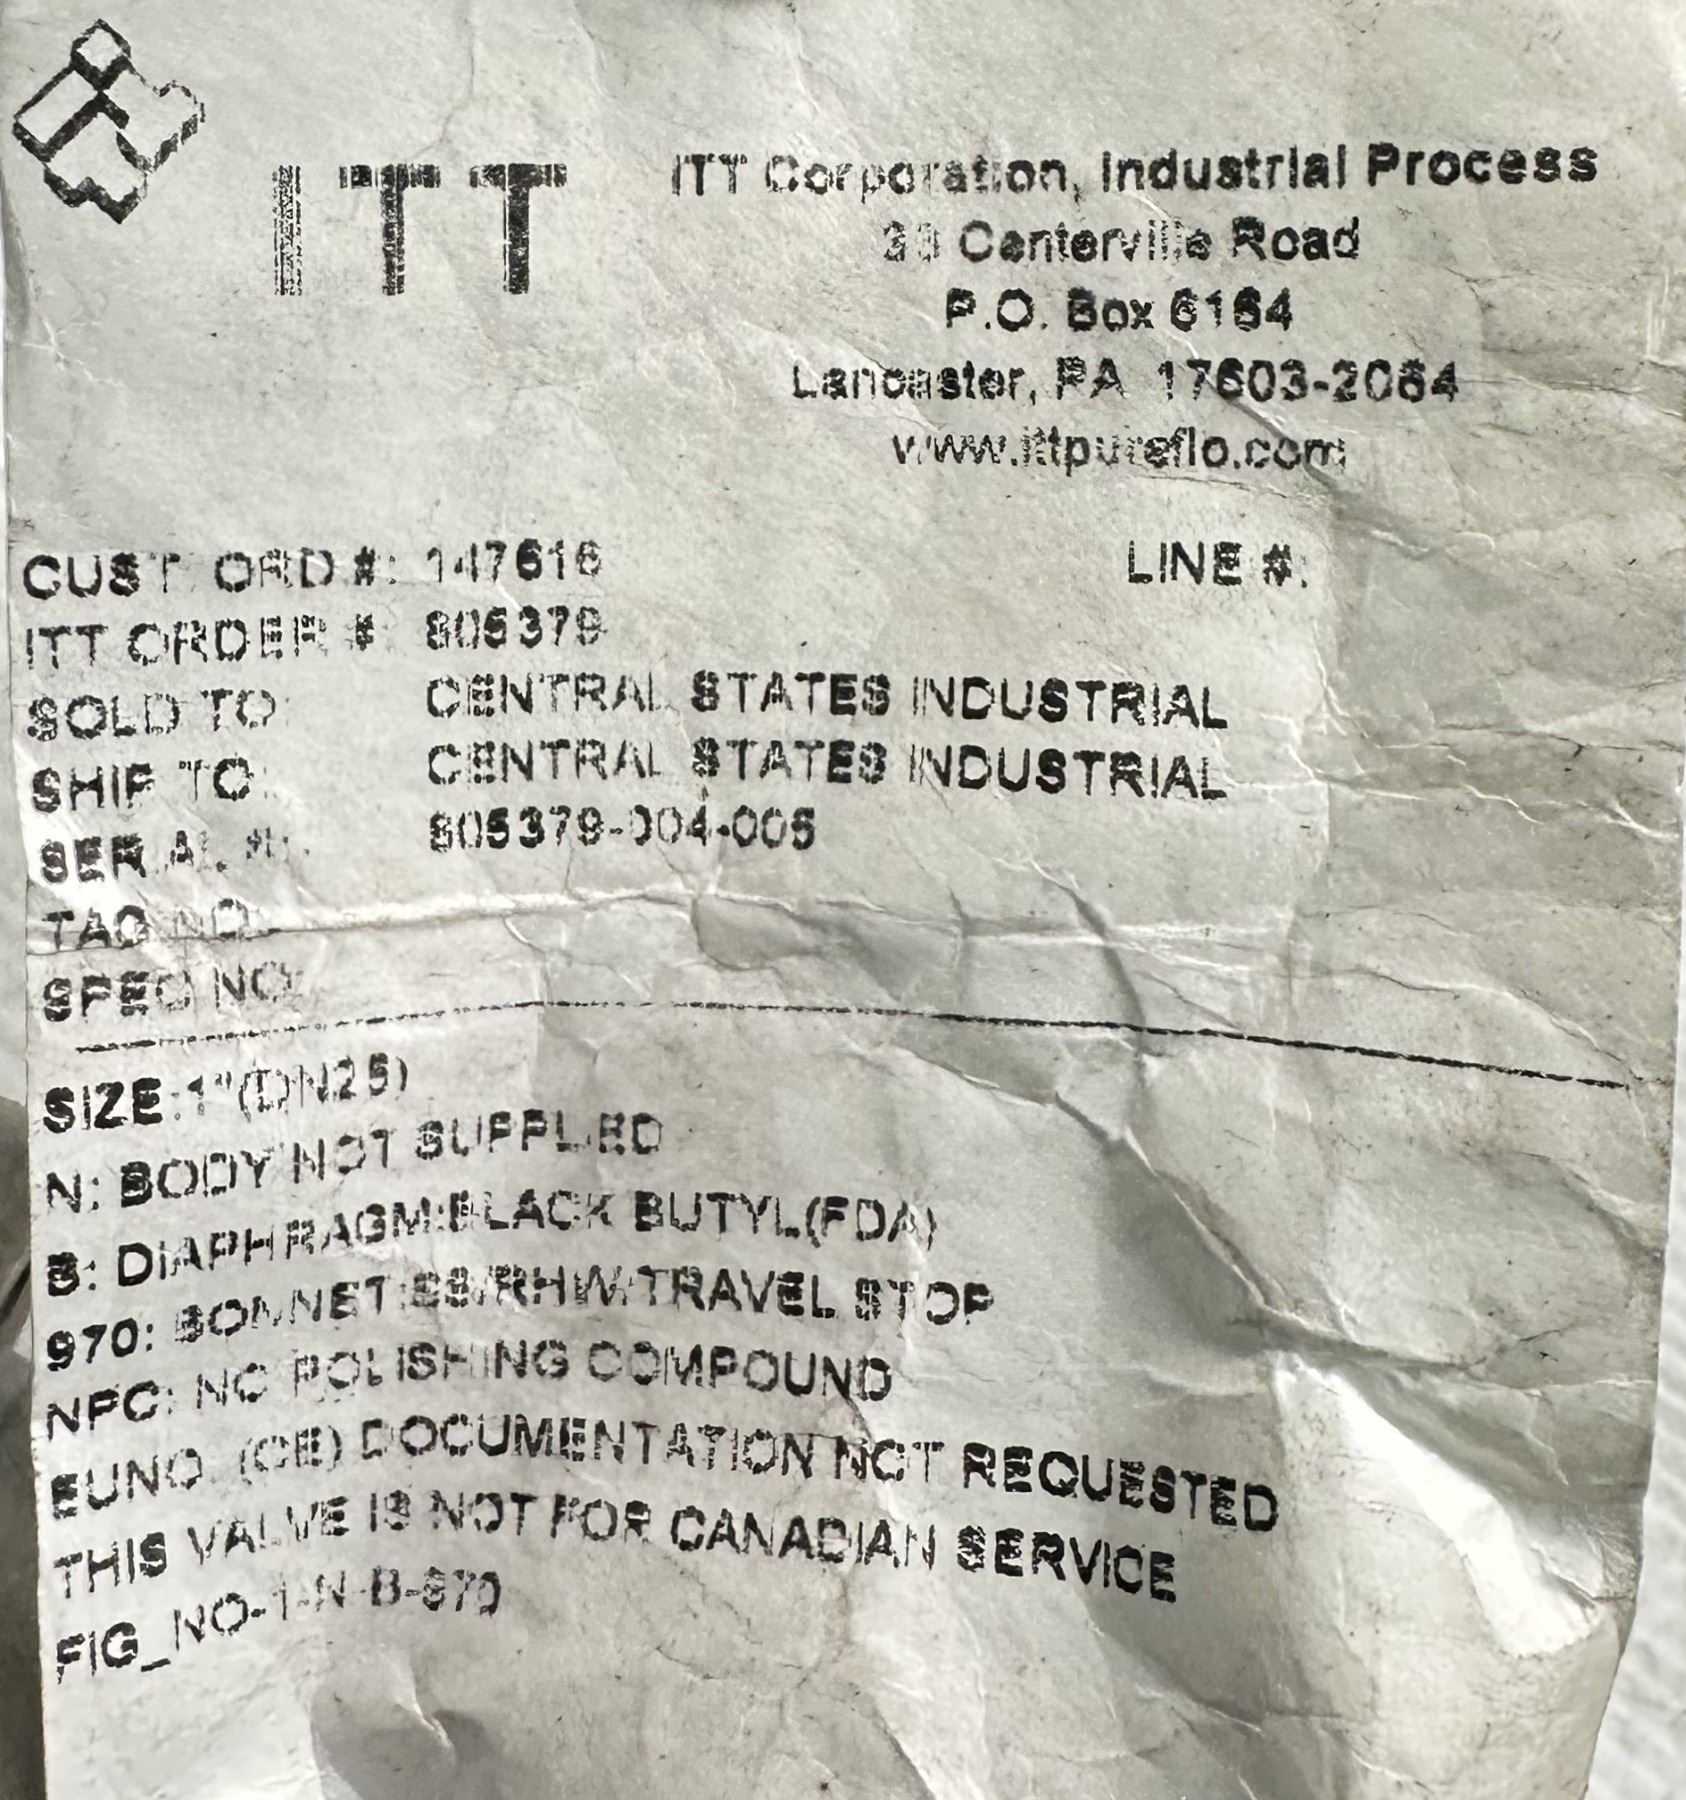 ITT
ITT Corporation, Industrial Process
33 Centerville Road
P.O. Box 6164
Lancaster, PA 17603-2064
www.ittpureflo.com
CUST. ORD #: 147616 LINE #:
ITT ORDER #: 805379
SOLD TO: CENTRAL STATES INDUSTRIAL
SHIP TO: CENTRAL STATES INDUSTRIAL
SERIAL #: 805379-004-005
TAG NO:
SPEC NO:
SIZE:1"(DN25)
N: BODY NOT SUPPLIED
B: DIAPHRAGM:BLACK BUTYL(FDA)
970: BONNET:SS/RHW/TRAVEL STOP
NPC: NO POLISHING COMPOUND
EUNO: (CE) DOCUMENTATION NOT REQUESTED
THIS VALVE IS NOT FOR CANADIAN SERVICE
FIG_NO-1-N-B-970